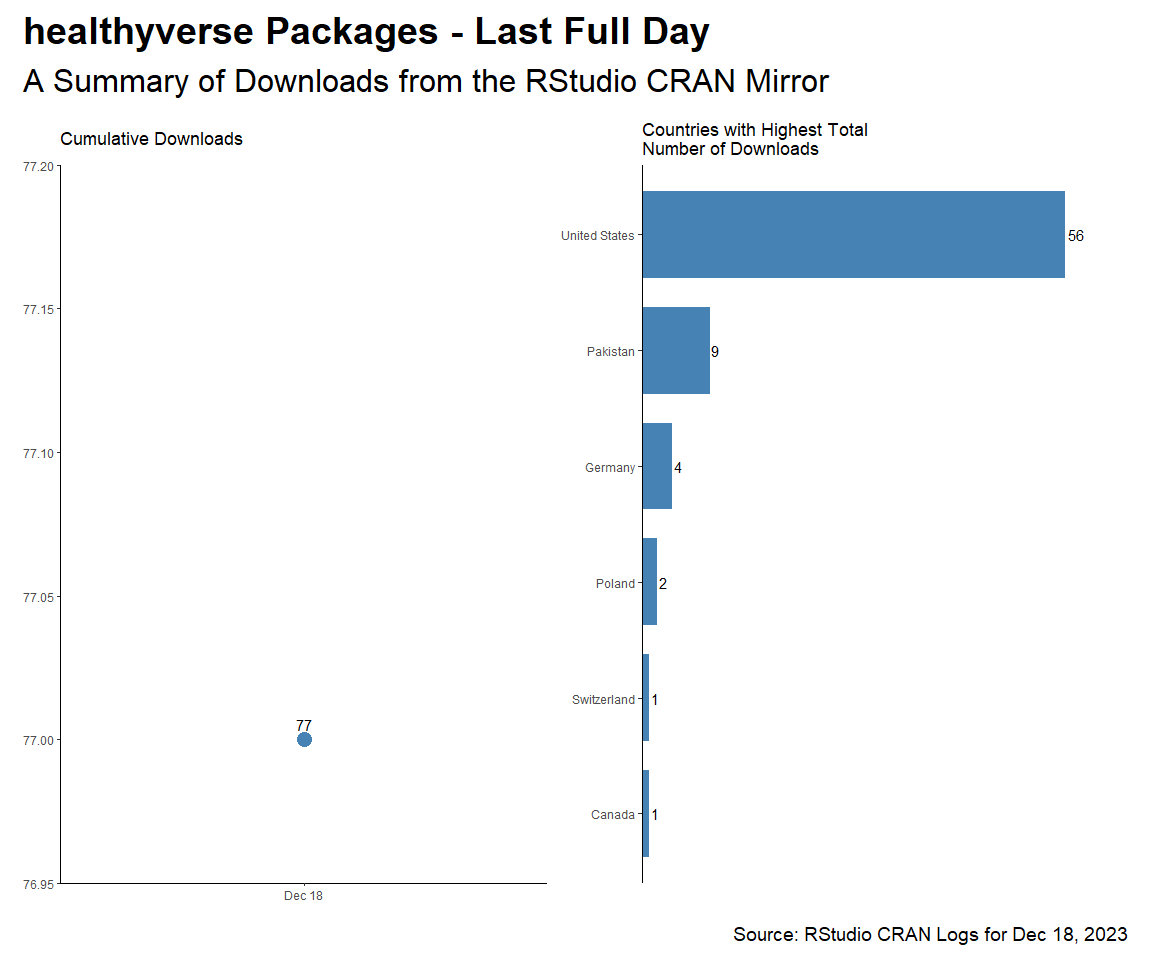 healthyverse Packages - Last Full Day
A Summary of Downloads from the RStudio CRAN Mirror
Cumulative Downloads
77.20
77.15
77.10
77.05
77.00
76.95
77
Dec 18
Countries with Highest Total
Number of Downloads
United States
56
Pakistan
9
Germany
4
Poland
2
Switzerland
1
Canada
1
Source: RStudio CRAN Logs for Dec 18, 2023